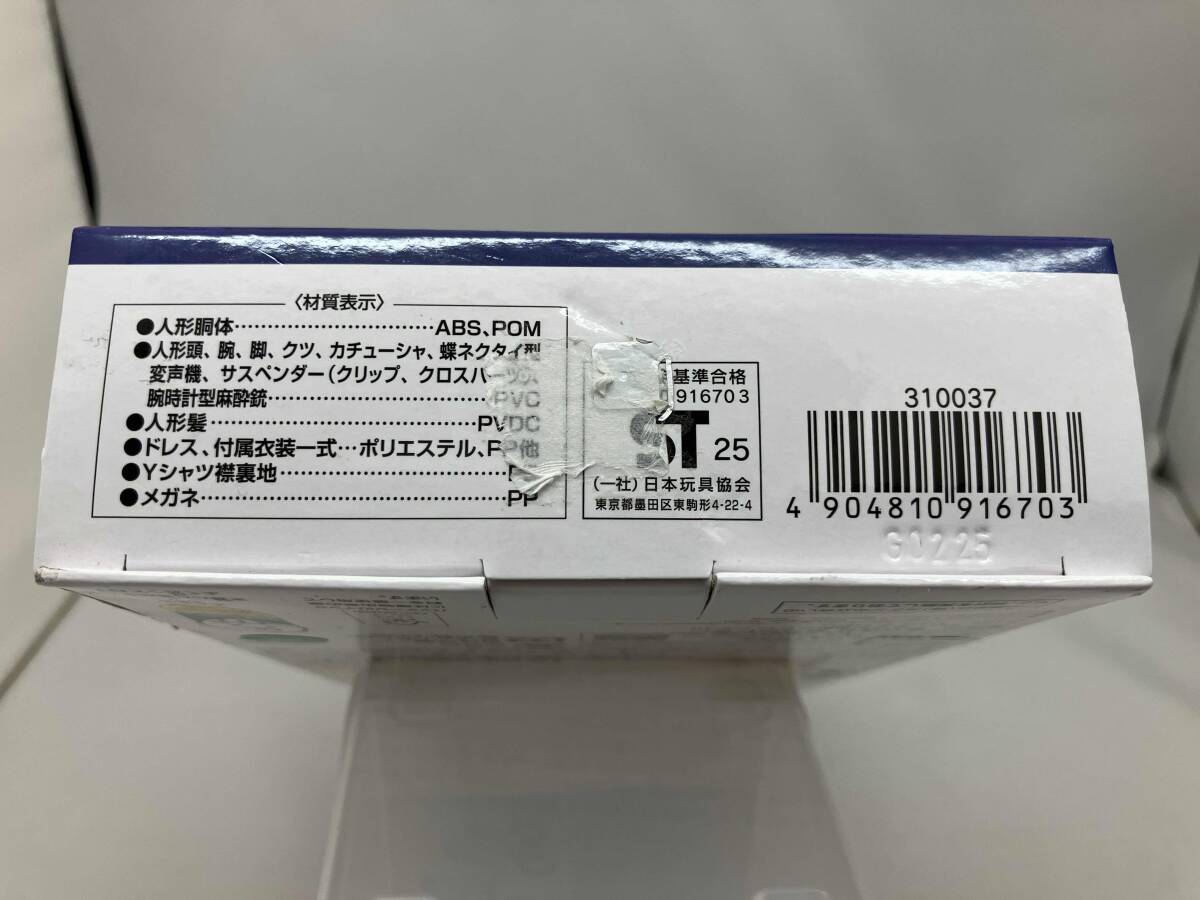 〈材質表示〉
●人形胴体……………………ABS、POM
●人形頭、腕、脚、クツ、カチューシャ、蝶ネクタイ型
変声機、サスペンダー(クリップ、クロスパーツ)、
腕時計型麻酔銃……………………PVC
●人形髪……………………PVDC
●ドレス、付属衣装一式…ポリエステル、PP他
●Yシャツ襟裏地……………………
●メガネ……………………PP
基準合格
916703
ST 25
(一社)日本玩具協会
東京都墨田区東駒形4-22-4
310037
4 904810 916703
G0225